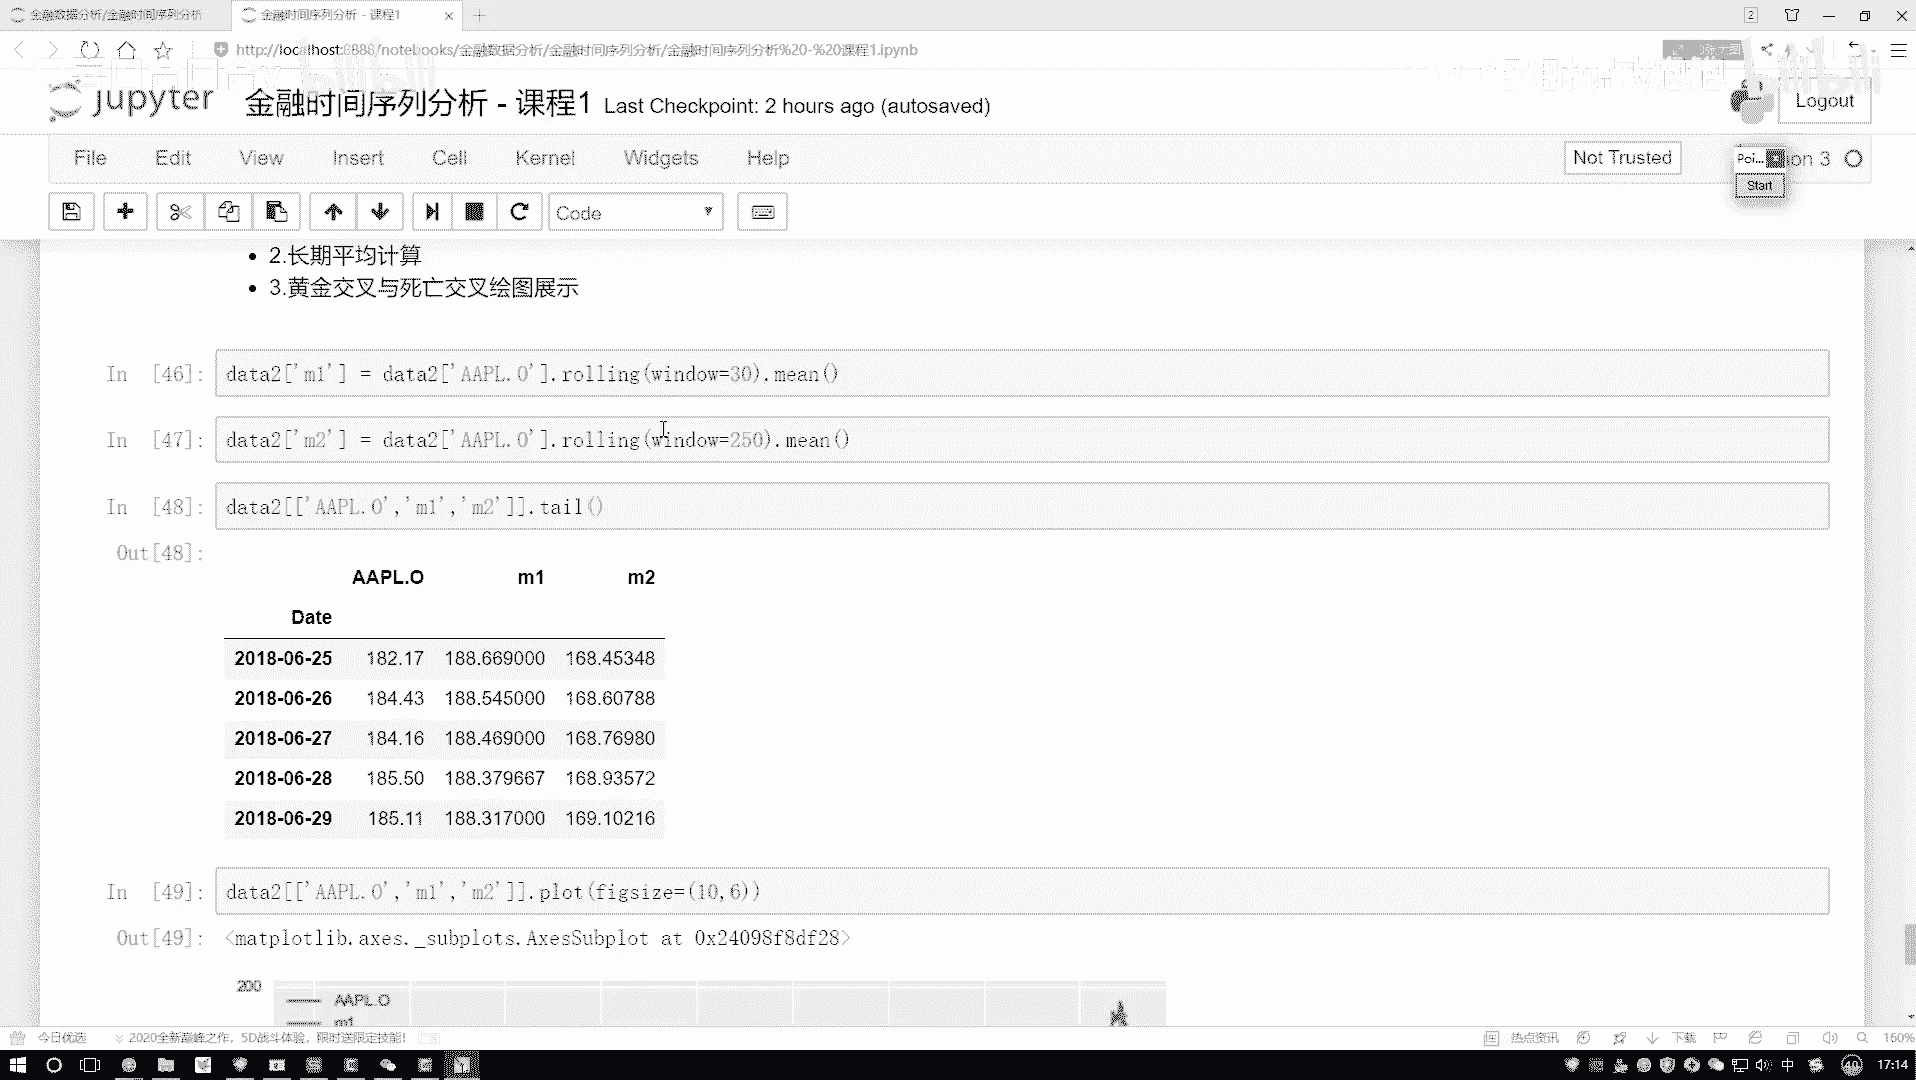 金融数据分析/金融时间序列分析
金融时间序列分析 - 课程1
2
http://localhost:8888/notebooks/金融数据分析/金融时间序列分析/金融时间序列分析%20-%20课程1.ipynb
jupyter
金融时间序列分析 - 课程1 Last Checkpoint: 2 hours ago (autosaved)
Logout
File Edit View Insert Cell Kernel Widgets Help
Not Trusted
Poi...
on 3
Start
Code
2.长期平均计算
3.黄金交叉与死亡交叉绘图展示
In [46]: data2['m1'] = data2['AAPL.O'].rolling(window=30).mean()
In [47]: data2['m2'] = data2['AAPL.O'].rolling(window=250).mean()
In [48]: data2[['AAPL.O','m1','m2']].tail()
Out[48]:
AAPL.O m1 m2
Date
2018-06-25 182.17 188.669000 168.45348
2018-06-26 184.43 188.545000 168.60788
2018-06-27 184.16 188.469000 168.76980
2018-06-28 185.50 188.379667 168.93572
2018-06-29 185.11 188.317000 169.10216
In [49]: data2[['AAPL.O','m1','m2']].plot(figsize=(10,6))
Out[49]: <matplotlib.axes._subplots.AxesSubplot at 0x24098f8df28>
200
AAPL.O
m1
今日优选
2020全新巅峰之作，5D战斗体验，限时送限定技能!
热点资讯
下载
160%
中
40
17:14